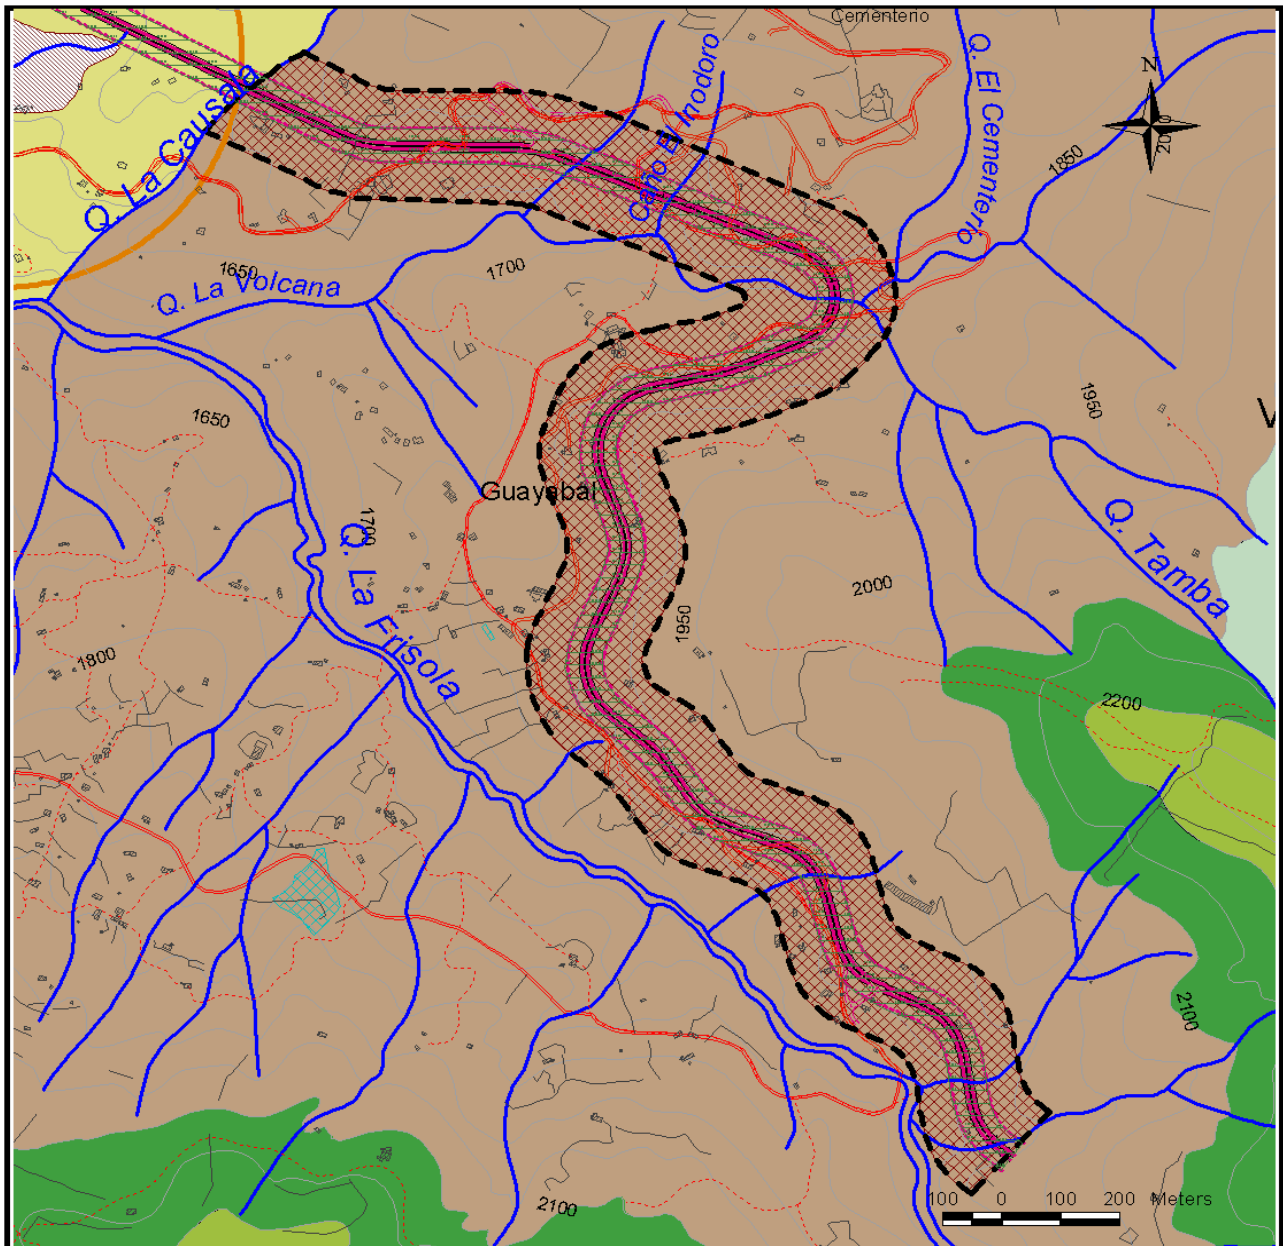 Cementerio
N
Q. El Cementerio
Caño El Inodoro
Q. La Causala
1850
1650
Q. La Volcana
1700
1650
1950
V
Guayabal
1700
Q. La Frisola
Q. Tamba
2000
1950
1800
2200
2100
2100
100 0 100 200 Meters